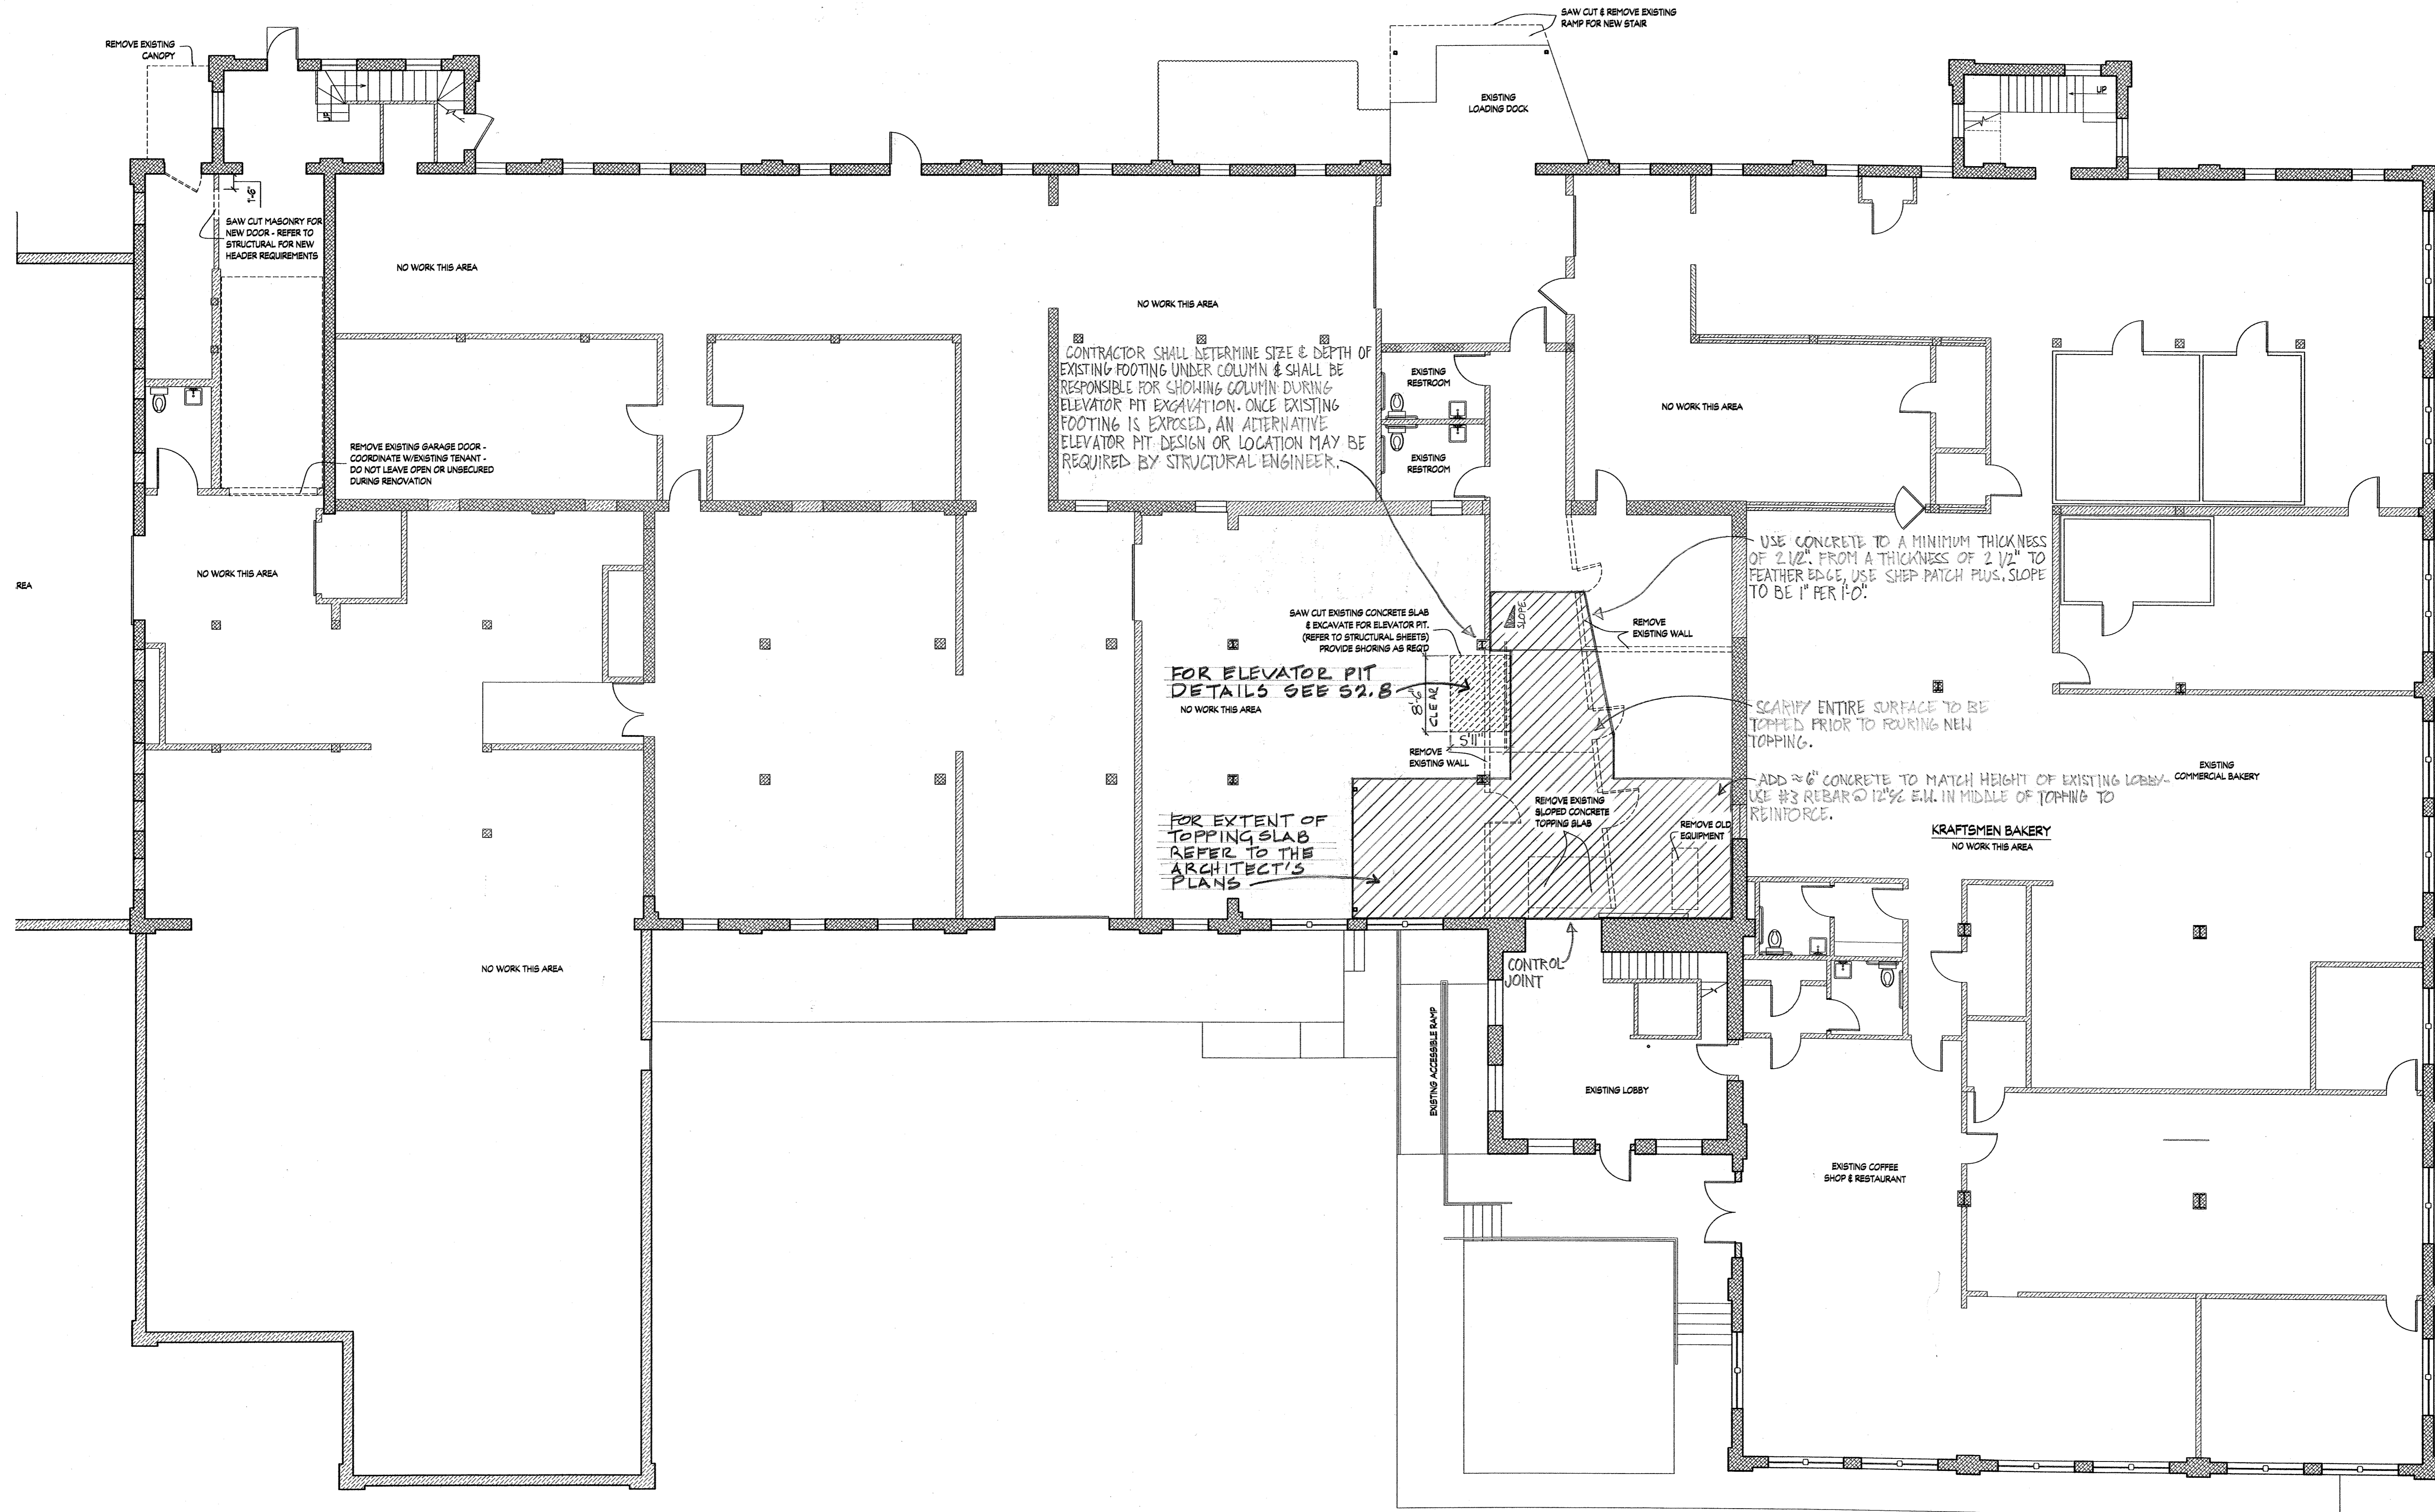 SAW CUT & REMOVE EXISTING
RAMP FOR NEW STAIR
REMOVE EXISTING
CANOPY
EXISTING
LOADING DOCK
UP
1'-6"
SAW CUT MASONRY FOR
NEW DOOR - REFER TO
STRUCTURAL FOR NEW
HEADER REQUIREMENTS
NO WORK THIS AREA
NO WORK THIS AREA
CONTRACTOR SHALL DETERMINE SIZE & DEPTH OF
EXISTING FOOTING UNDER COLUMN & SHALL BE
RESPONSIBLE FOR SHOWING COLUMN DURING
ELEVATOR PIT EXCAVATION. ONCE EXISTING
FOOTING IS EXPOSED, AN ALTERNATIVE
ELEVATOR PIT DESIGN OR LOCATION MAY BE
REQUIRED BY STRUCTURAL ENGINEER.
EXISTING
RESTROOM
EXISTING
RESTROOM
NO WORK THIS AREA
REMOVE EXISTING GARAGE DOOR -
COORDINATE W/EXISTING TENANT -
DO NOT LEAVE OPEN OR UNSECURED
DURING RENOVATION
REA
NO WORK THIS AREA
USE CONCRETE TO A MINIMUM THICKNESS
OF 2 1/2". FROM A THICKNESS OF 2 1/2" TO
FEATHER EDGE, USE SHEP PATCH PLUS. SLOPE
TO BE 1" PER 1'-0".
SAW CUT EXISTING CONCRETE SLAB
& EXCAVATE FOR ELEVATOR PIT.
(REFER TO STRUCTURAL SHEETS)
PROVIDE SHORING AS REQ'D
SLOPE
REMOVE
EXISTING WALL
FOR ELEVATOR PIT
DETAILS SEE S2.8
NO WORK THIS AREA
8'-6"
CLEAR
5'11"
REMOVE
EXISTING WALL
SCARIFY ENTIRE SURFACE TO BE
TOPPED PRIOR TO POURING NEW
TOPPING.
ADD ≈ 6" CONCRETE TO MATCH HEIGHT OF EXISTING LOBBY-
USE #3 REBAR @ 12" O/C E.W. IN MIDDLE OF TOPPING TO
REINFORCE.
EXISTING
COMMERCIAL BAKERY
KRAFTSMEN BAKERY
NO WORK THIS AREA
REMOVE EXISTING
SLOPED CONCRETE
TOPPING SLAB
REMOVE OLD
EQUIPMENT
FOR EXTENT OF
TOPPING SLAB
REFER TO THE
ARCHITECT'S
PLANS
NO WORK THIS AREA
CONTROL
JOINT
EXISTING ACCESSIBLE RAMP
EXISTING LOBBY
EXISTING COFFEE
SHOP & RESTAURANT